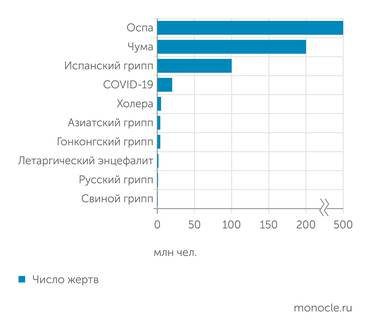 Оспа
Чума
Испанский грипп
COVID-19
Холера
Азиатский грипп
Гонконгский грипп
Летаргический энцефалит
Русский грипп
Свиной грипп
0 50 100 150 200 500
млн чел.
Число жертв
monocle.ru